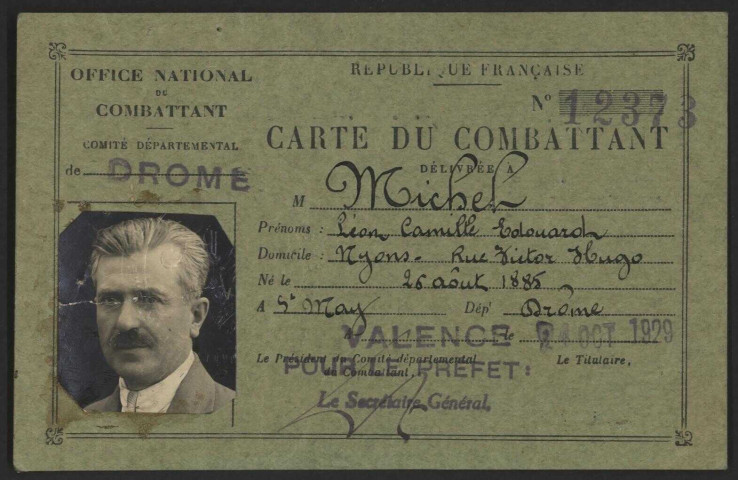 OFFICE NATIONAL
DU
COMBATTANT
COMITÉ DÉPARTEMENTAL
de DROME
RÉPUBLIQUE FRANÇAISE
N° 12373
CARTE DU COMBATTANT
DÉLIVRÉE A
M Michel
Prénoms : Léon Camille Edouard
Domicile : Nyons - Rue Victor Hugo
Né le 26 août 1885
A St May Dépt Drôme
VALENCE le 24 OCT 1929
Le Président du Comité départemental
du Combattant,
Le Titulaire,
POUR LE PREFET:
Le Secrétaire Général,